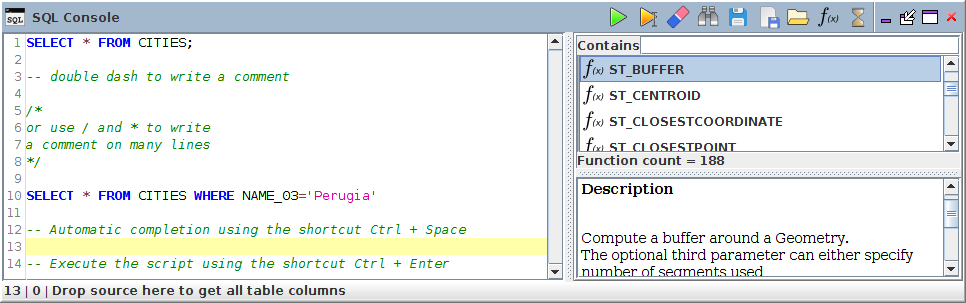 SQL SQL Console f(x)
1 SELECT * FROM CITIES;
2
3 -- double dash to write a comment
4
5 /*
6 or use / and * to write
7 a comment on many lines
8 */
9
10 SELECT * FROM CITIES WHERE NAME_03='Perugia'
11
12 -- Automatic completion using the shortcut Ctrl + Space
13
14 -- Execute the script using the shortcut Ctrl + Enter
Contains
f(x) ST_BUFFER
f(x) ST_CENTROID
f(x) ST_CLOSESTCOORDINATE
f(x) ST_CLOSESTPOINT
Function count = 188
Description
Compute a buffer around a Geometry.
The optional third parameter can either specify
number of segments used
13 | 0 | Drop source here to get all table columns